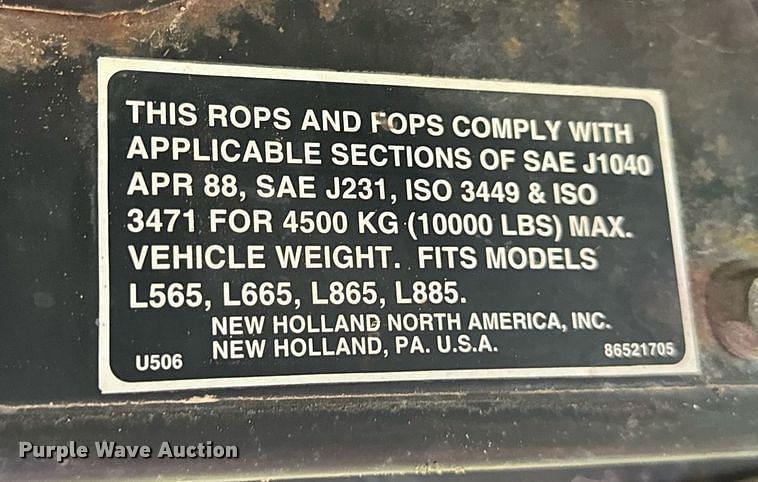 THIS ROPS AND FOPS COMPLY WITH
APPLICABLE SECTIONS OF SAE J1040
APR 88, SAE J231, ISO 3449 & ISO
3471 FOR 4500 KG (10000 LBS) MAX.
VEHICLE WEIGHT. FITS MODELS
L565, L665, L865, L885.
NEW HOLLAND NORTH AMERICA, INC.
U506 NEW HOLLAND, PA. U.S.A. 86521705
Purple Wave Auction